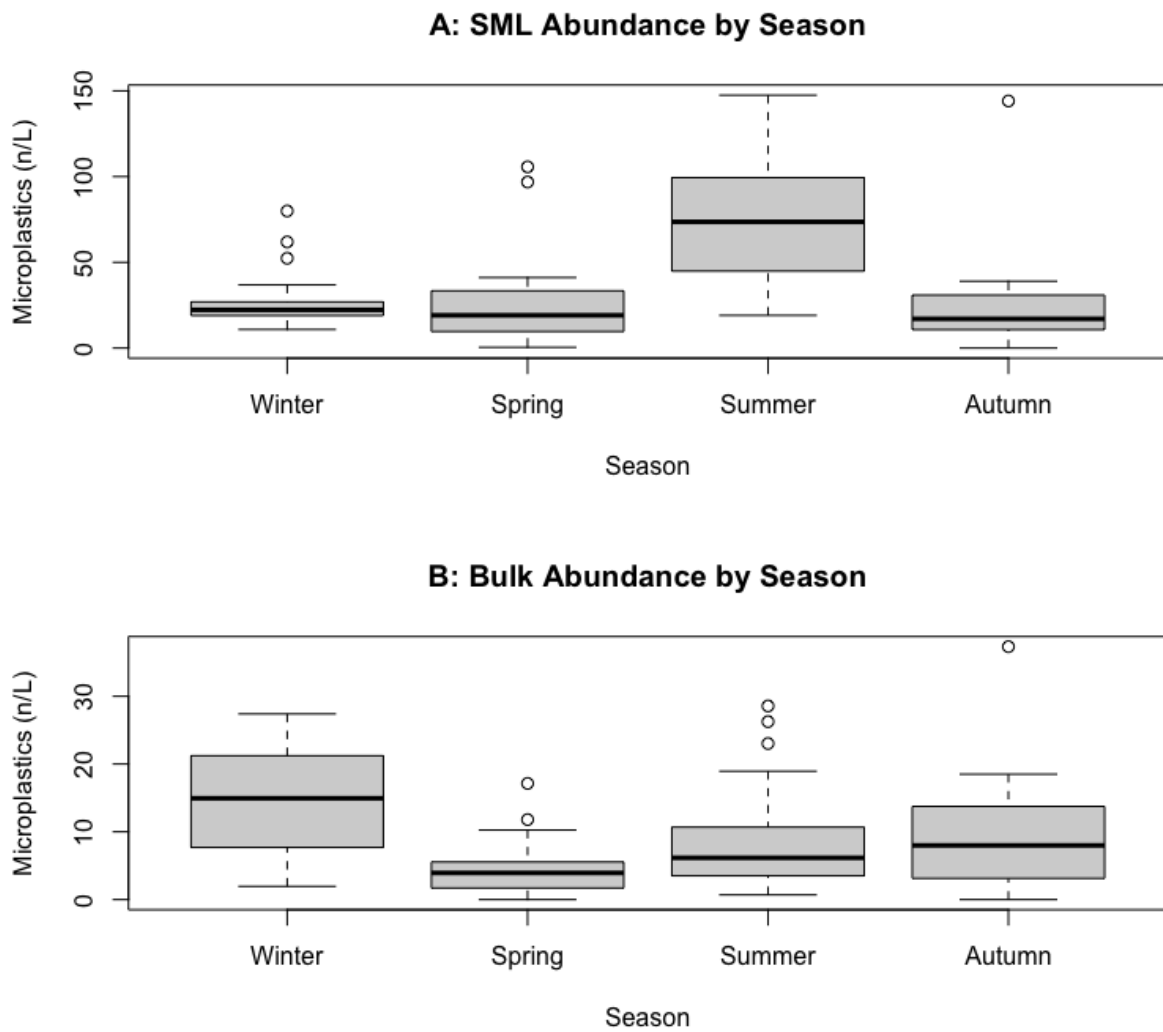 A: SML Abundance by Season
Microplastics (n/L)
150
100
50
0
Winter Spring Summer Autumn
Season
B: Bulk Abundance by Season
Microplastics (n/L)
30
20
10
0
Winter Spring Summer Autumn
Season